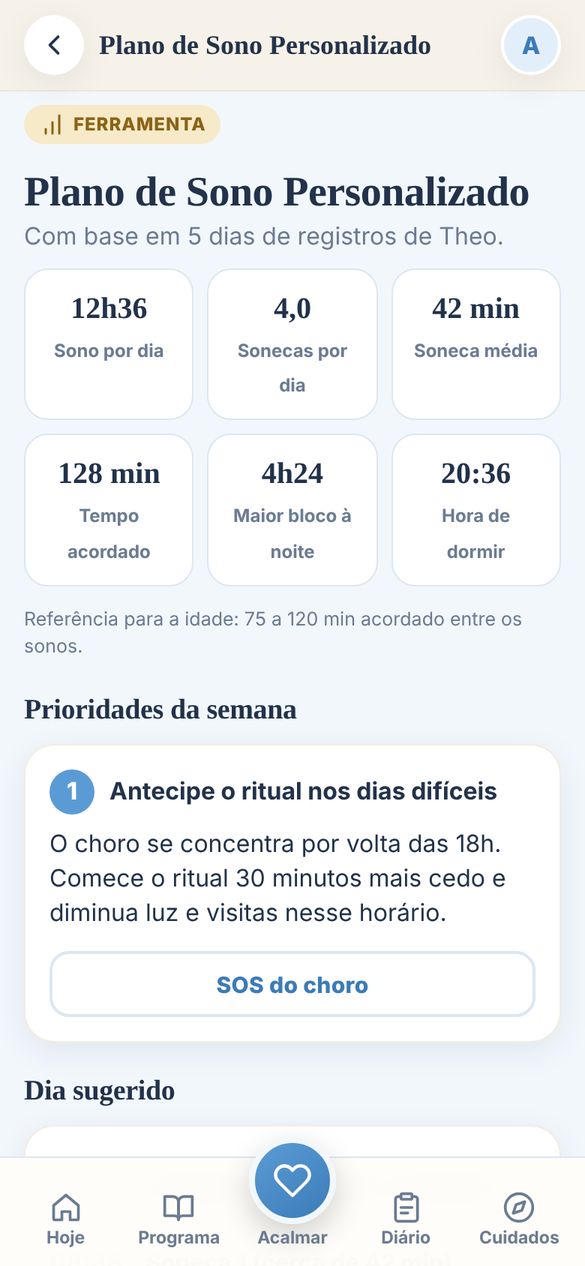 Plano de Sono Personalizado
A
FERRAMENTA
Plano de Sono Personalizado
Com base em 5 dias de registros de Theo.
12h36
Sono por dia
4,0
Sonecas por
dia
42 min
Soneca média
128 min
Tempo
acordado
4h24
Maior bloco à
noite
20:36
Hora de
dormir
Referência para a idade: 75 a 120 min acordado entre os
sonos.
Prioridades da semana
1 Antecipe o ritual nos dias difíceis
O choro se concentra por volta das 18h.
Comece o ritual 30 minutos mais cedo e
diminua luz e visitas nesse horário.
SOS do choro
Dia sugerido
Hoje
Programa
Acalmar
Diário
Cuidados